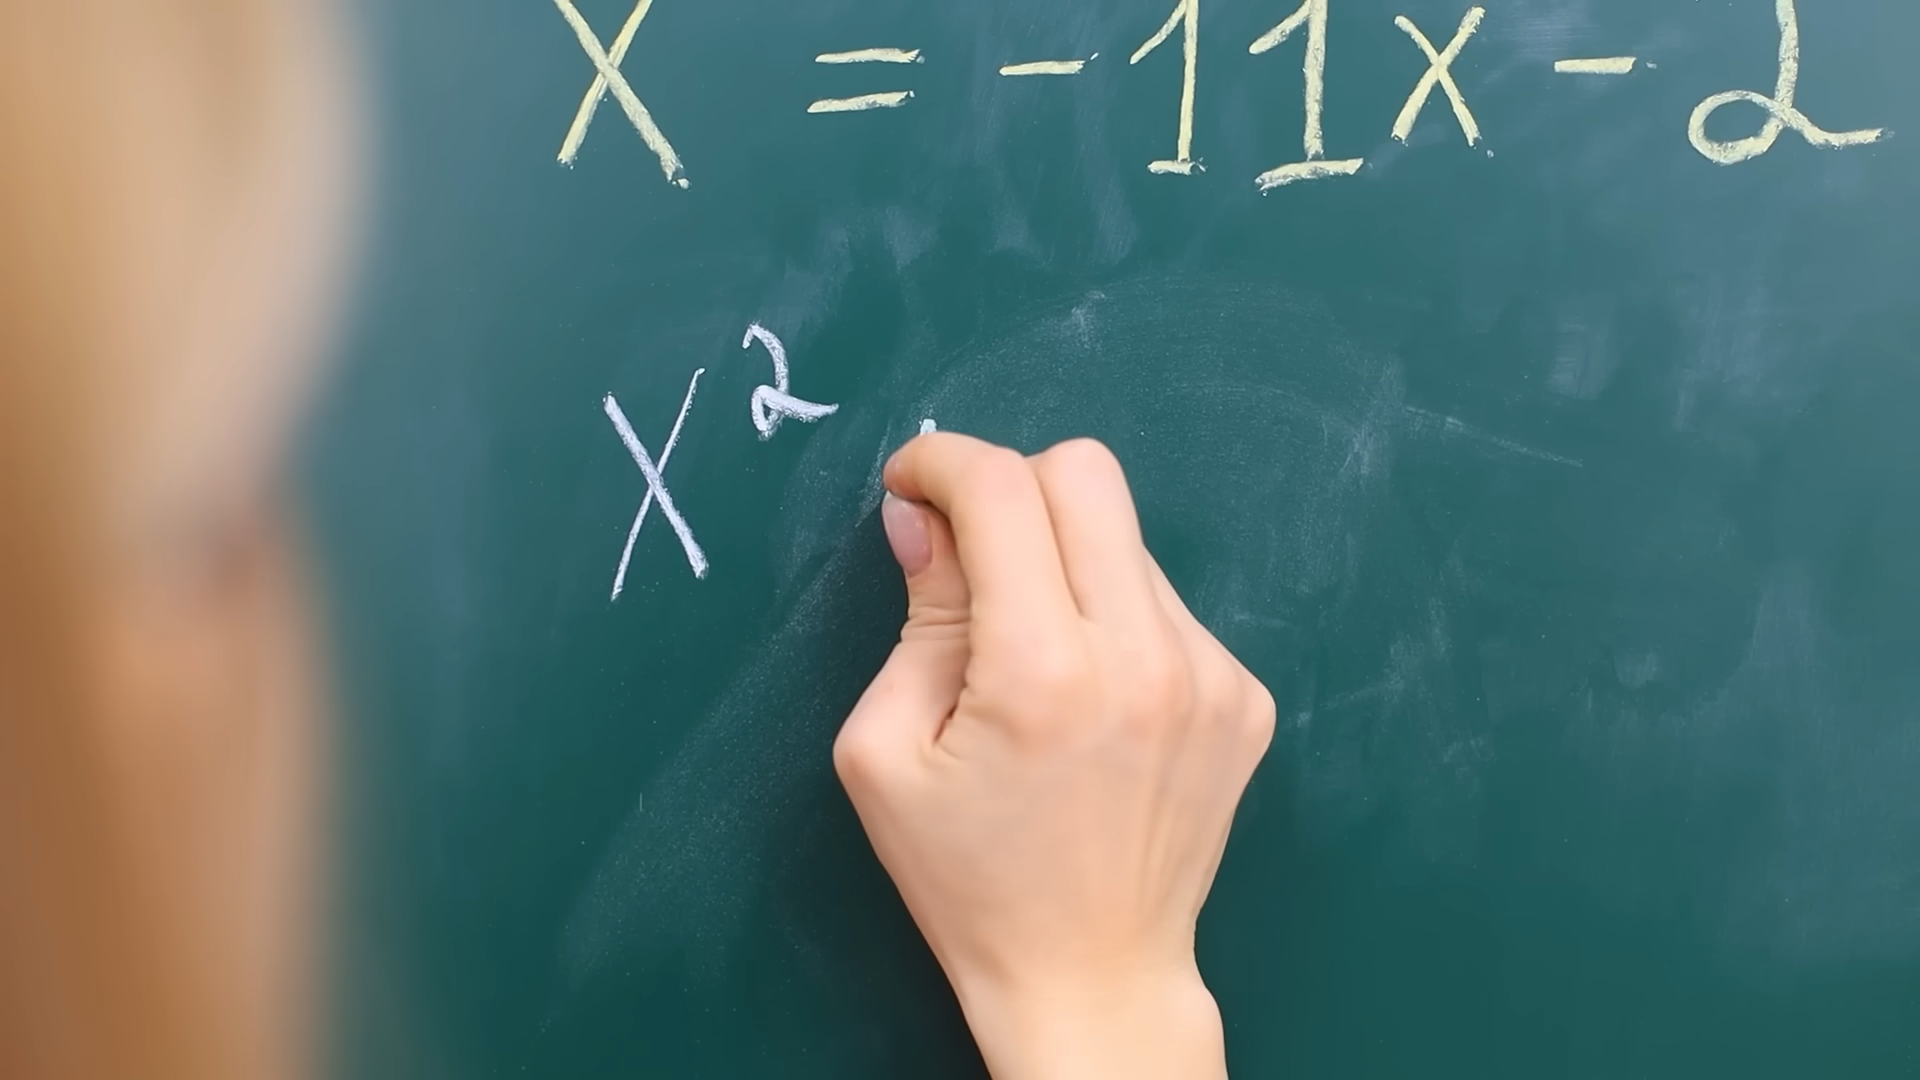 X = -11x - 2
x²